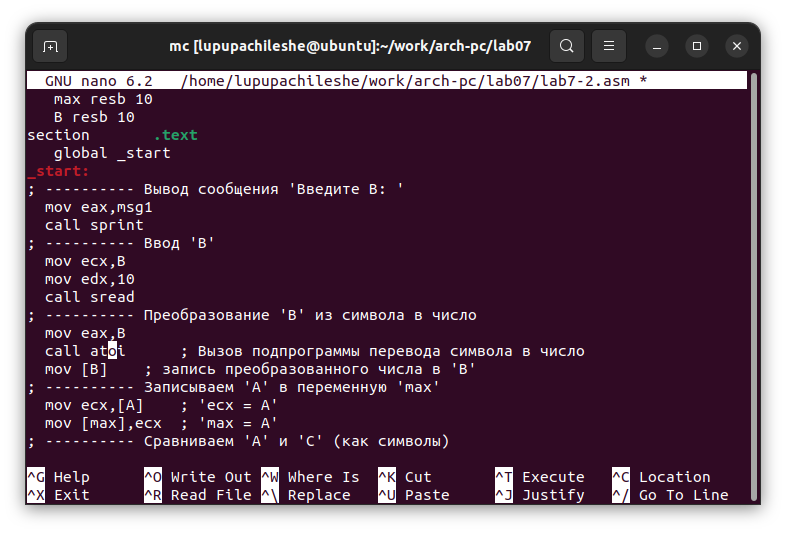 mc [lupupachileshe@ubuntu]:~/work/arch-pc/lab07
GNU nano 6.2   /home/lupupachileshe/work/arch-pc/lab07/lab7-2.asm *
   max resb 10
   B resb 10
section       .text
   global _start
_start:
; ---------- Вывод сообщения 'Введите B: '
  mov eax,msg1
  call sprint
; ---------- Ввод 'B'
  mov ecx,B
  mov edx,10
  call sread
; ---------- Преобразование 'B' из символа в число
  mov eax,B
  call atoi      ; Вызов подпрограммы перевода символа в число
  mov [B]    ; запись преобразованного числа в 'B'
; ---------- Записываем 'A' в переменную 'max'
  mov ecx,[A]    ; 'ecx = A'
  mov [max],ecx  ; 'max = A'
; ---------- Сравниваем 'A' и 'С' (как символы)
^G Help      ^O Write Out ^W Where Is  ^K Cut       ^T Execute   ^C Location
^X Exit      ^R Read File ^\ Replace   ^U Paste     ^J Justify   ^/ Go To Line